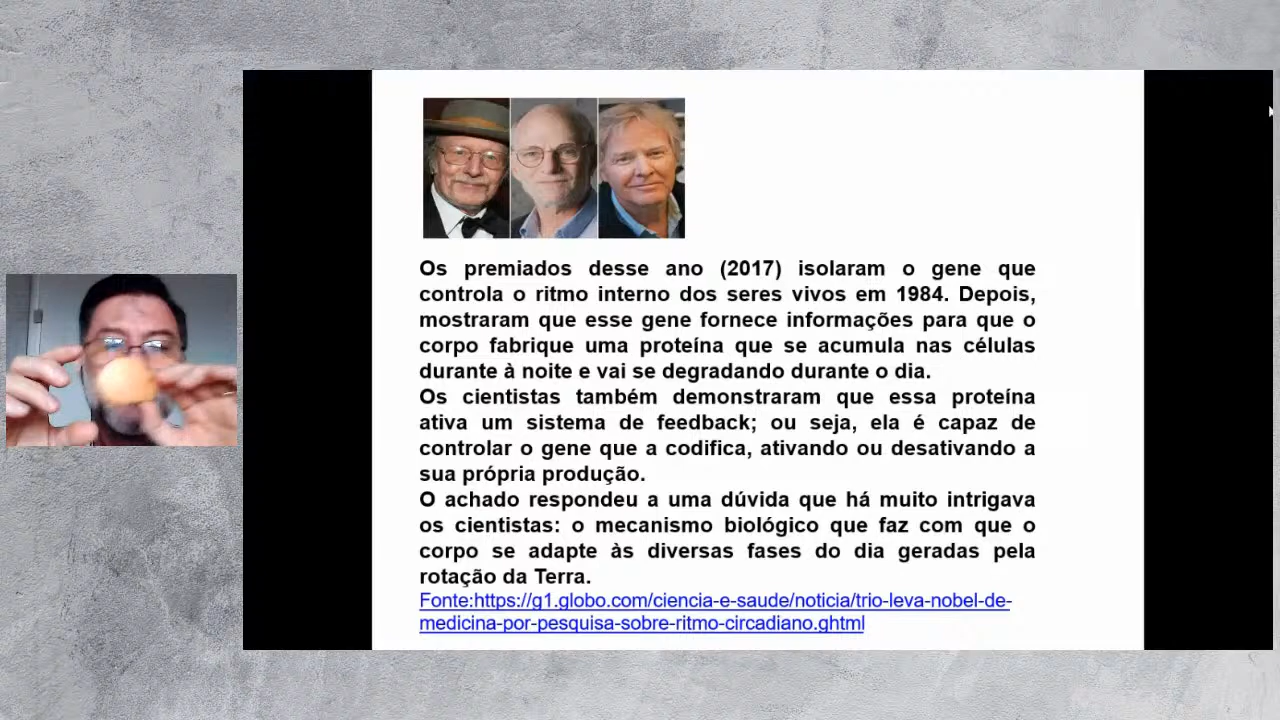 Os premiados desse ano (2017) isolaram o gene que
controla o ritmo interno dos seres vivos em 1984. Depois,
mostraram que esse gene fornece informações para que o
corpo fabrique uma proteína que se acumula nas células
durante à noite e vai se degradando durante o dia.
Os cientistas também demonstraram que essa proteína
ativa um sistema de feedback; ou seja, ela é capaz de
controlar o gene que a codifica, ativando ou desativando a
sua própria produção.
O achado respondeu a uma dúvida que há muito intrigava
os cientistas: o mecanismo biológico que faz com que o
corpo se adapte às diversas fases do dia geradas pela
rotação da Terra.
Fonte:https://g1.globo.com/ciencia-e-saude/noticia/trio-leva-nobel-de-
medicina-por-pesquisa-sobre-ritmo-circadiano.ghtml